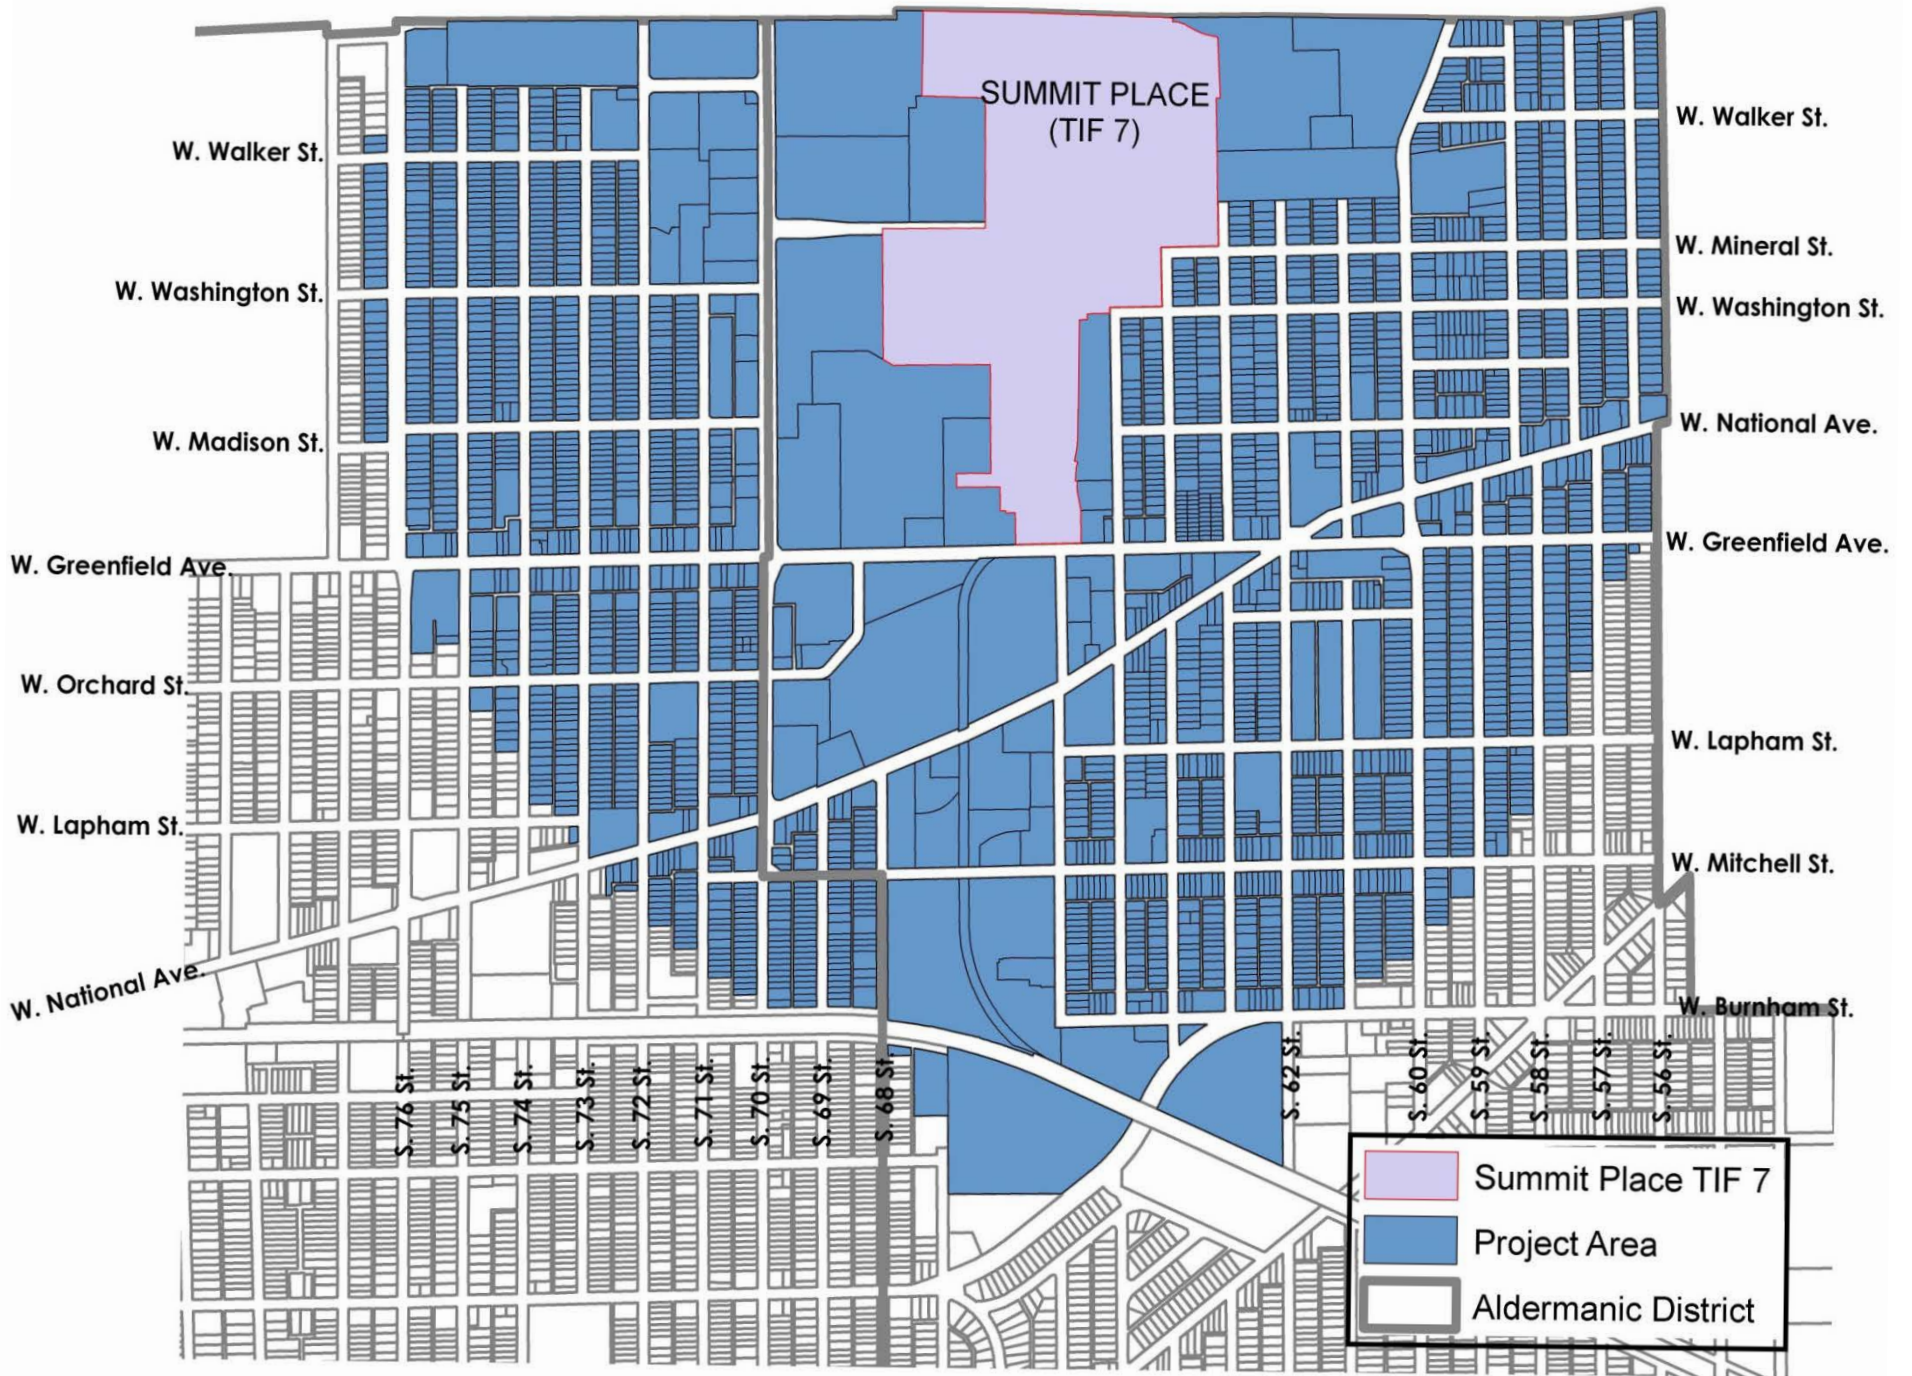 SUMMIT PLACE
(TIF 7)
W. Walker St.
W. Washington St.
W. Madison St.
W. Greenfield Ave.
W. Orchard St.
W. Lapham St.
W. National Ave.
W. Walker St.
W. Mineral St.
W. Washington St.
W. National Ave.
W. Greenfield Ave.
W. Lapham St.
W. Mitchell St.
W. Burnham St.
S. 76 St.
S. 75 St.
S. 74 St.
S. 73 St.
S. 72 St.
S. 71 St.
S. 70 St.
S. 69 St.
S. 68 St.
S. 62 St.
S. 60 St.
S. 59 St.
S. 58 St.
S. 57 St.
S. 56 St.
Summit Place TIF 7
Project Area
Aldermanic District